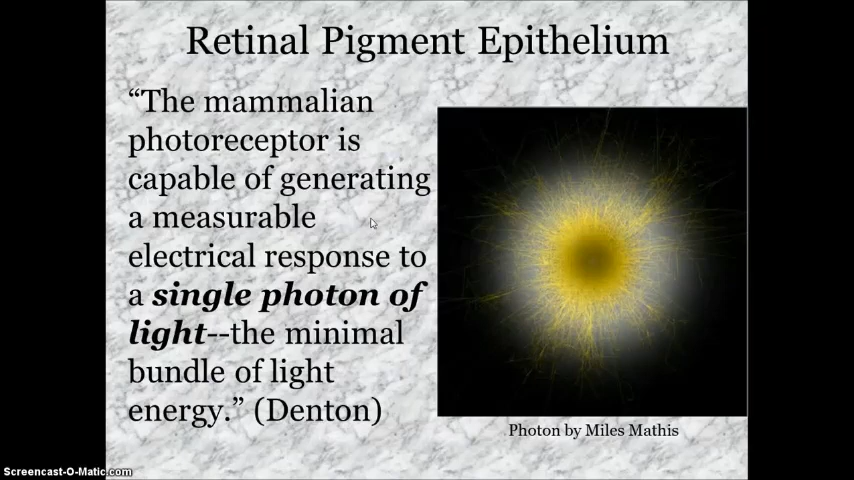 Retinal Pigment Epithelium
“The mammalian
photoreceptor is
capable of generating
a measurable
electrical response to
a single photon of
light--the minimal
bundle of light
energy.” (Denton)
Photon by Miles Mathis
Screencast-O-Matic.com